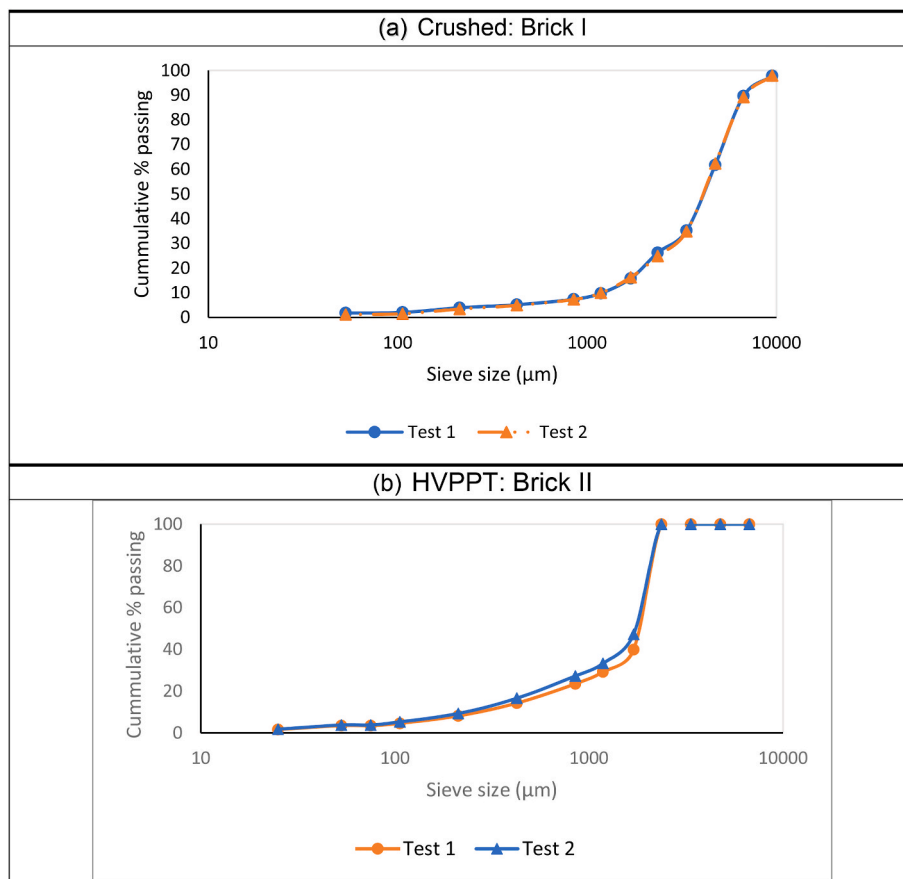 (a) Crushed: Brick I
Cummulative % passing
100
90
80
70
60
50
40
30
20
10
0
10 100 1000 10000
Sieve size (µm)
Test 1 Test 2
(b) HVPPT: Brick II
Cummulative % passing
100
80
60
40
20
0
10 100 1000 10000
Sieve size (µm)
Test 1 Test 2